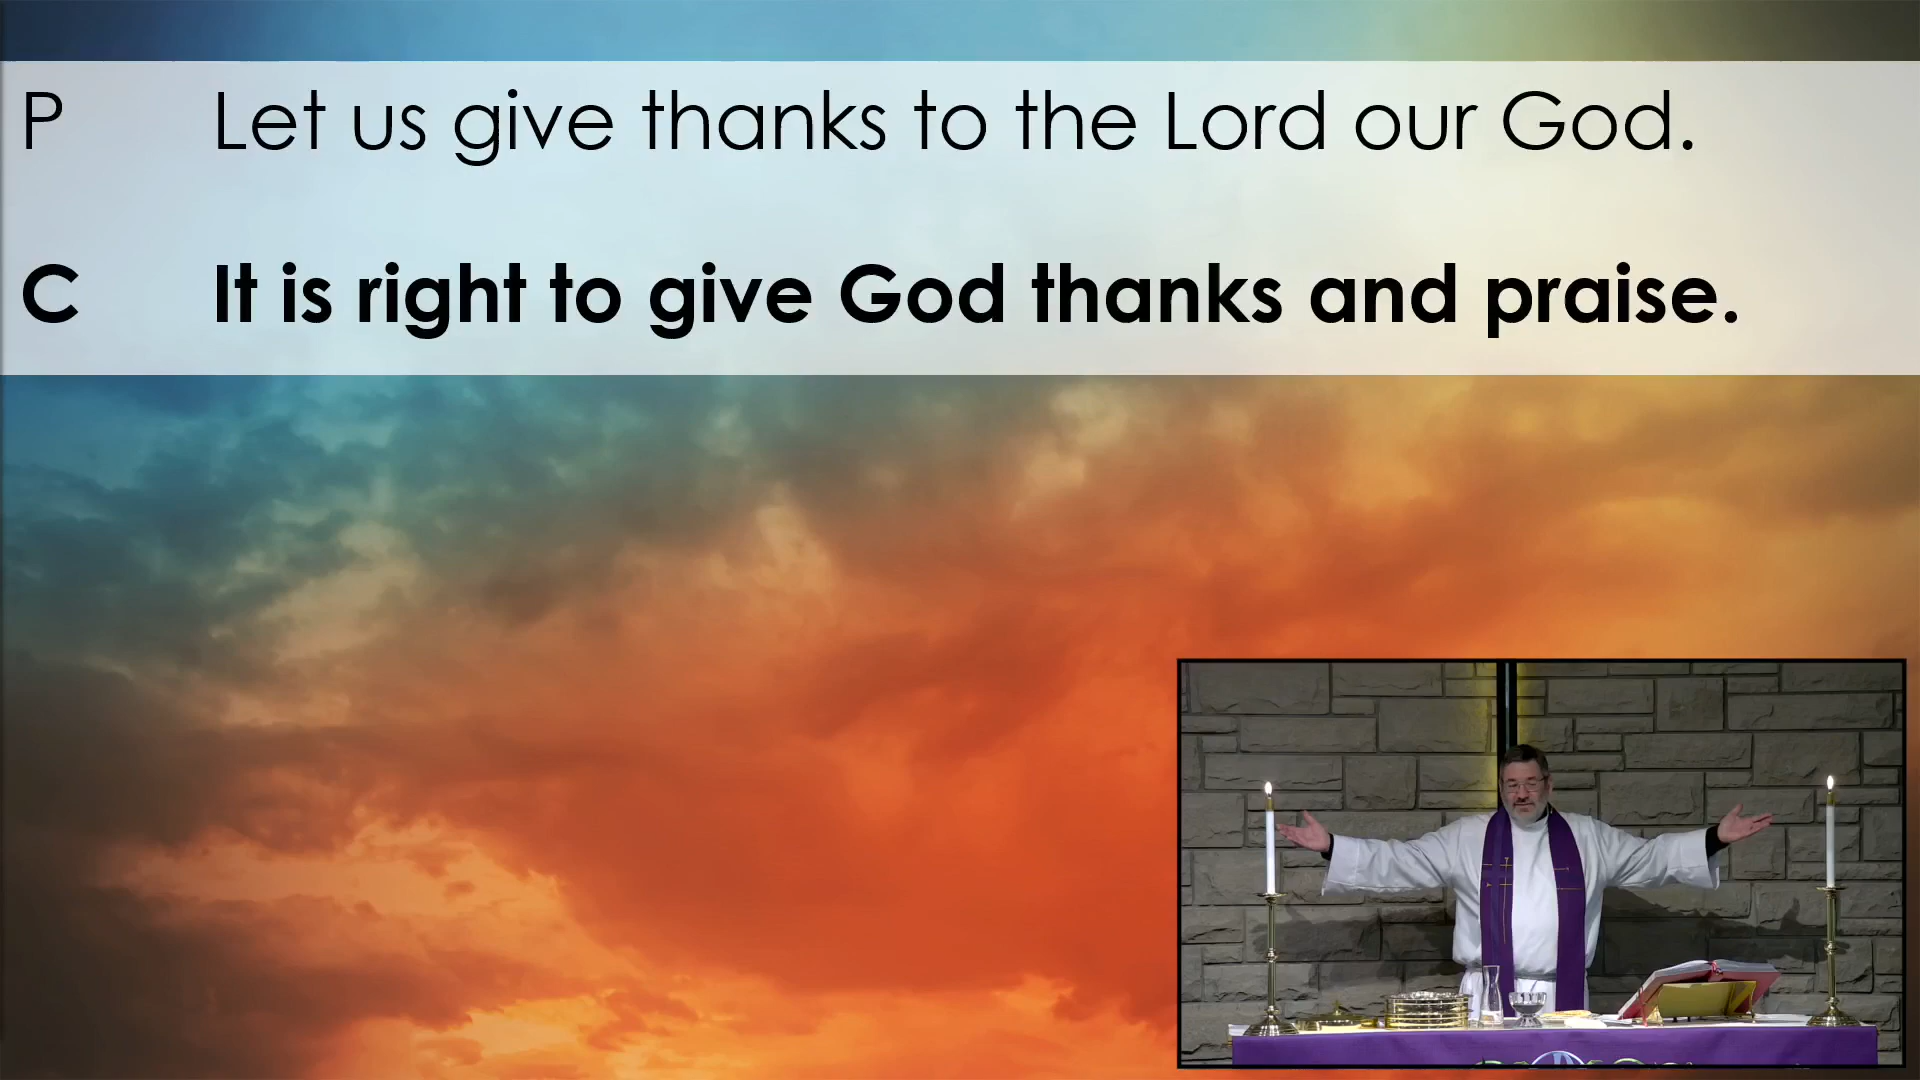 P Let us give thanks to the Lord our God.
C It is right to give God thanks and praise.